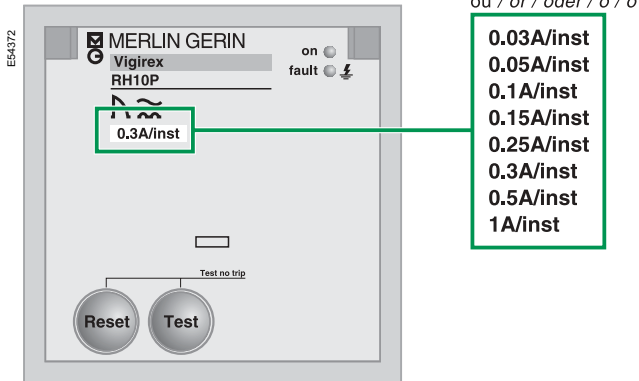 ou / or / oder / o / o
E54372
MERLIN GERIN
Vigirex
RH10P
on
fault
0.3A/inst
Test no trip
Reset
Test
0.03A/inst
0.05A/inst
0.1A/inst
0.15A/inst
0.25A/inst
0.3A/inst
0.5A/inst
1A/inst